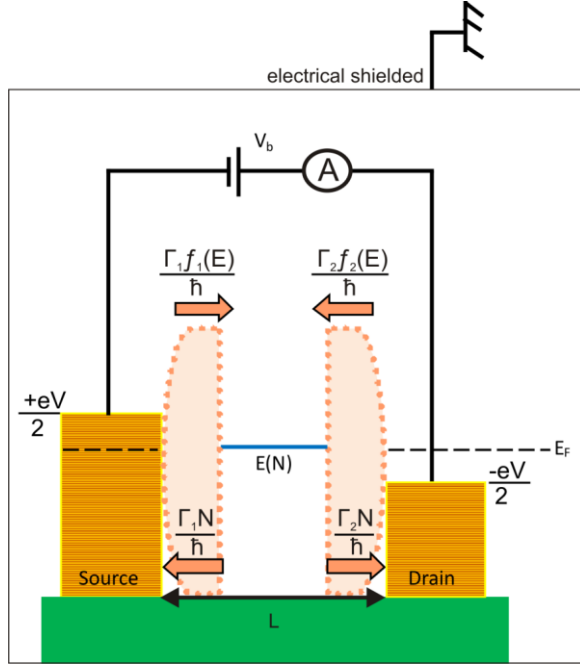 electrical shielded
V_b
A
Γ₁f₁(E)
ħ
Γ₂f₂(E)
ħ
+eV
2
E_F
E(N)
-eV
2
Γ₁N
ħ
Γ₂N
ħ
Source
Drain
L